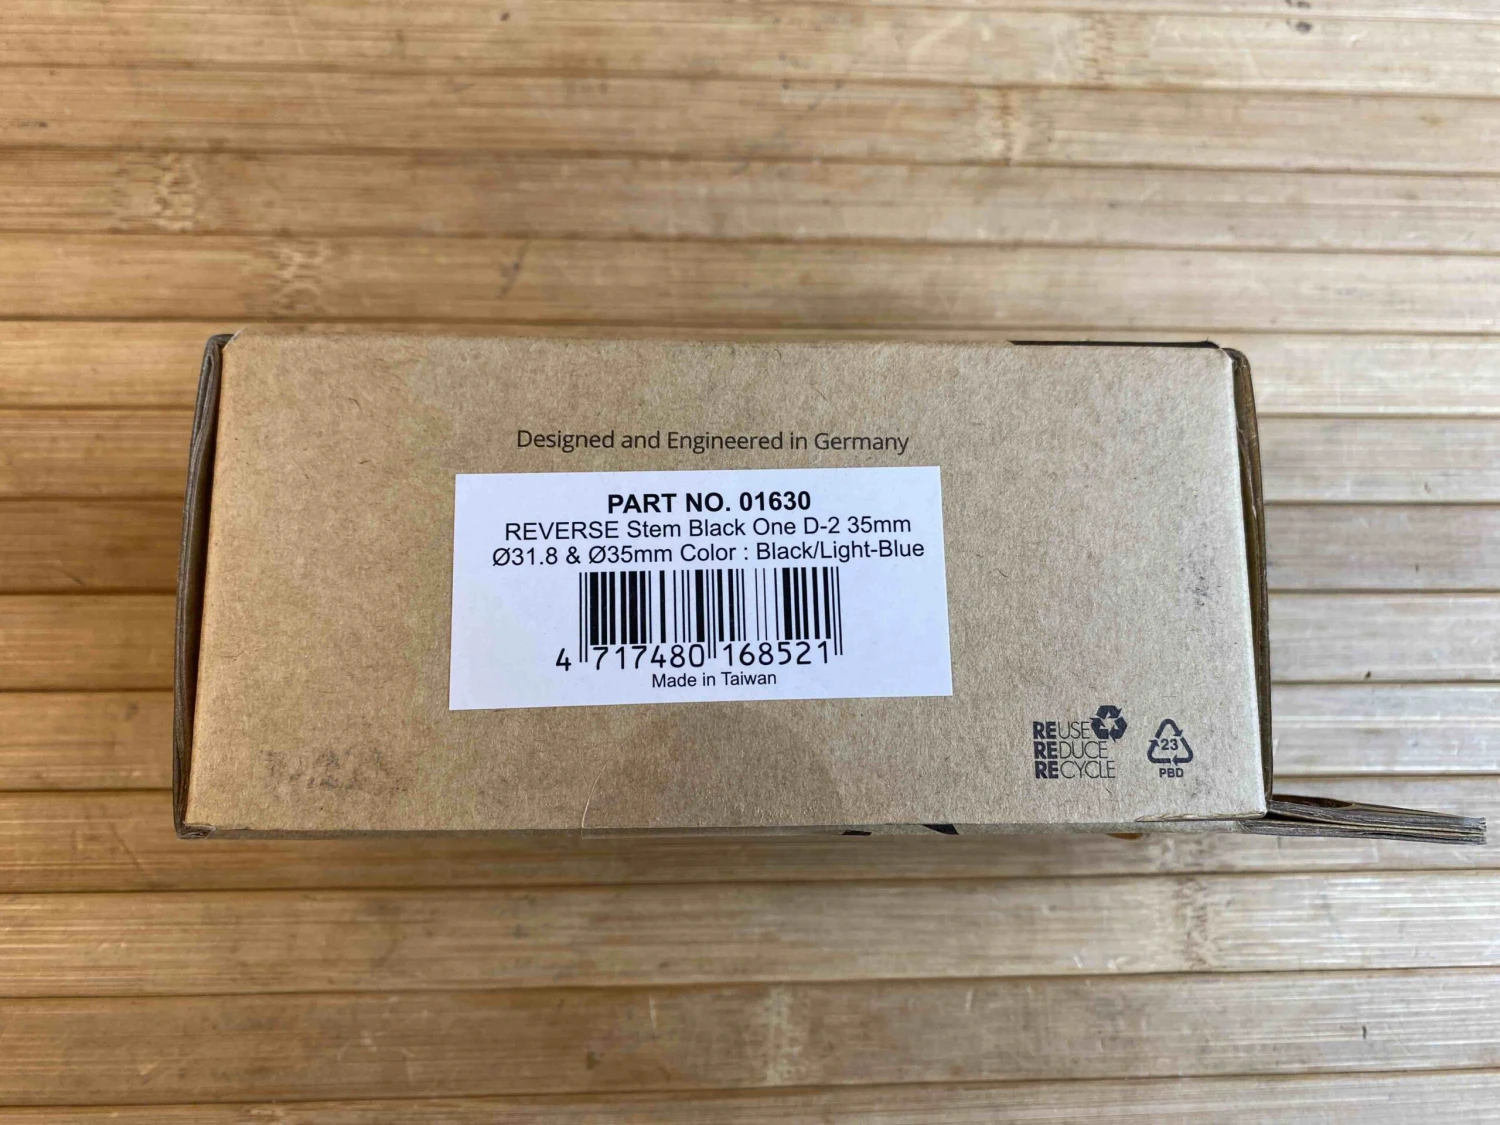 Designed and Engineered in Germany
PART NO. 01630
REVERSE Stem Black One D-2 35mm
Ø31.8 & Ø35mm Color : Black/Light-Blue
4 717480 168521
Made in Taiwan
REUSE
REDUCE
RECYCLE
23
PBD